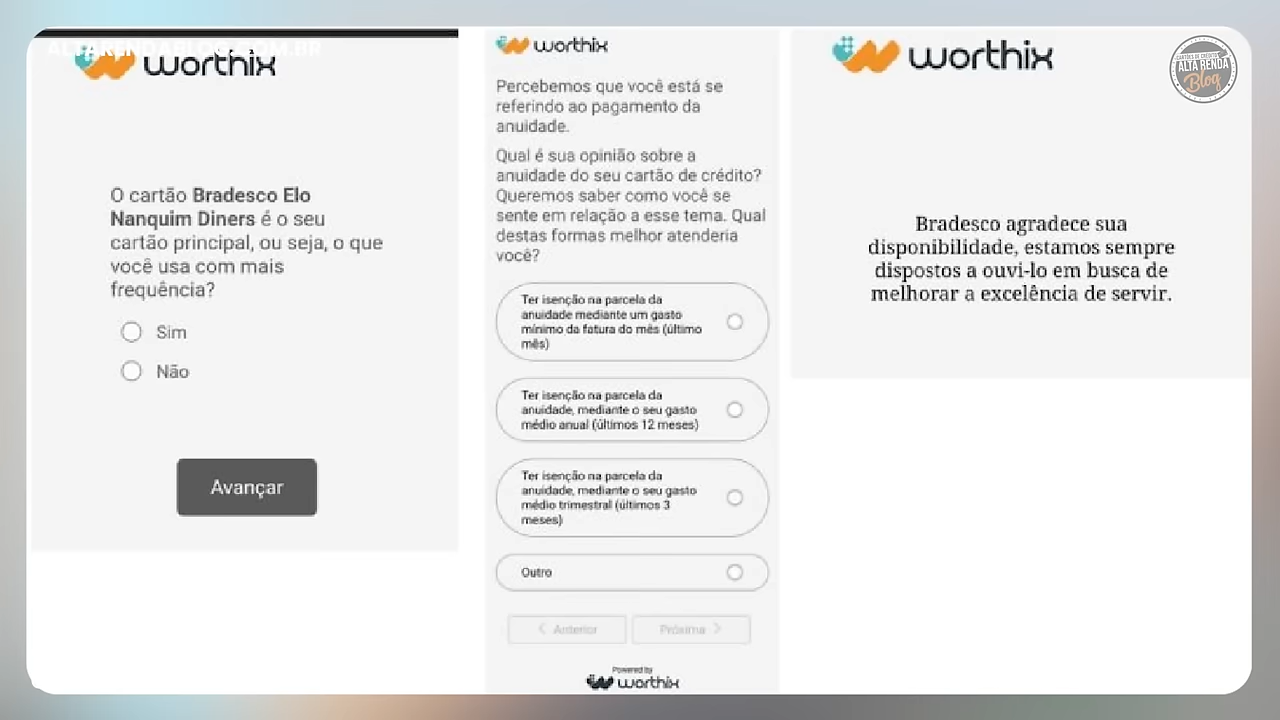 ALTARENDABLOG.COM.BR
worthix
O cartão Bradesco Elo
Nanquim Diners é o seu
cartão principal, ou seja, o que
você usa com mais
frequência?
Sim
Não
Avançar
worthix
Percebemos que você está se
referindo ao pagamento da
anuidade.
Qual é sua opinião sobre a
anuidade do seu cartão de crédito?
Queremos saber como você se
sente em relação a esse tema. Qual
destas formas melhor atenderia
você?
Ter isenção na parcela da
anuidade mediante um gasto
mínimo da fatura do mês (último
mês)
Ter isenção na parcela da
anuidade, mediante o seu gasto
médio anual (últimos 12 meses)
Ter isenção na parcela da
anuidade, mediante o seu gasto
médio trimestral (últimos 3
meses)
Outro
Anterior
Próxima
Powered by
worthix
worthix
Bradesco agradece sua
disponibilidade, estamos sempre
dispostos a ouvi-lo em busca de
melhorar a excelência de servir.
CARTÕES DE CRÉDITO
ALTA RENDA
Blog